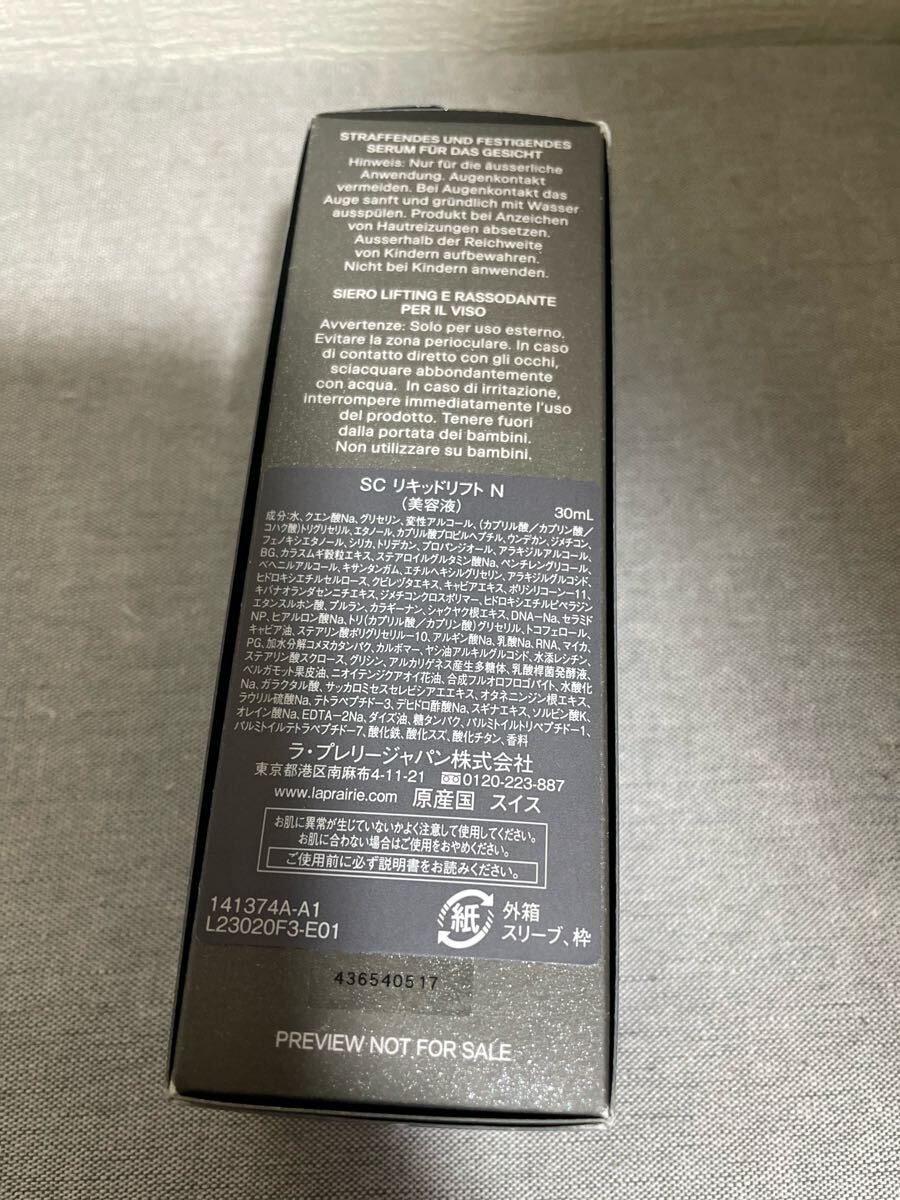 STRAFFENDES UND FESTIGENDES
SERUM FÜR DAS GESICHT
Hinweis: Nur für die äusserliche
Anwendung. Augenkontakt
vermeiden. Bei Augenkontakt das
Auge sanft und gründlich mit Wasser
ausspülen. Produkt bei Anzeichen
von Hautreizungen absetzen.
Ausserhalb der Reichweite
von Kindern aufbewahren.
Nicht bei Kindern anwenden.
SIERO LIFTING E RASSODANTE
PER IL VISO
Avvertenze: Solo per uso esterno.
Evitare la zona perioculare. In caso
di contatto diretto con gli occhi,
sciacquare abbondantemente
con acqua. In caso di irritazione,
interrompere immediatamente l'uso
del prodotto. Tenere fuori
dalla portata dei bambini.
Non utilizzare su bambini.
SC リキッドリフト N
(美容液)
30mL
成分:水、クエン酸Na、グリセリン、変性アルコール、(カプリル酸/カプリン酸/
コハク酸)トリグリセリル、エタノール、カプリル酸プロピルヘプチル、ウンデカン、ジメチコン、
フェノキシエタノール、シリカ、トリデカン、プロパンジオール、アラキジルアルコール、
BG、カラスムギ穀粒エキス、ステアロイルグルタミン酸Na、ペンチレングリコール、
ベヘニルアルコール、キサンタンガム、エチルヘキシルグリセリン、アラキジルグルコシド、
ヒドロキシエチルセルロース、クビレヅタエキス、キャビアエキス、ポリシリコーン-11、
キバナオランダセンニチエキス、ジメチコンクロスポリマー、ヒドロキシエチルピペラジン
エタンスルホン酸、プルラン、カラギーナン、シャクヤク根エキス、DNA-Na、セラミド
NP、ヒアルロン酸Na、トリ(カプリル酸/カプリン酸)グリセリル、トコフェロール、
キャビア油、ステアリン酸ポリグリセリル-10、アルギン酸Na、乳酸Na、RNA、マイカ、
PG、加水分解コメヌカタンパク、カルボマー、ヤシ油アルキルグルコシド、水添レシチン、
ステアリン酸スクロース、グリシン、アルカリゲネス産生多糖体、乳酸桿菌発酵液、
ベルガモット果皮油、ニオイテンジクアオイ花油、合成フルオロフロゴパイト、水酸化
Na、ガラクタル酸、サッカロミセスセレビシアエエキス、オタネニンジン根エキス、
ラウリル硫酸Na、テトラペプチド-3、デヒドロ酢酸Na、スギナエキス、ソルビン酸K、
オレイン酸Na、EDTA-2Na、ダイズ油、糖タンパク、パルミトイルトリペプチド-1、
パルミトイルテトラペプチド-7、酸化鉄、酸化スズ、酸化チタン、香料
ラ・プレリージャパン株式会社
東京都港区南麻布4-11-21 0120-223-887
www.laprairie.com 原産国 スイス
お肌に異常が生じていないかよく注意して使用してください。
お肌に合わない場合はご使用をおやめください。
ご使用前に必ず説明書をお読みください。
141374A-A1
L23020F3-E01
紙
外箱
スリーブ、枠
436540517
PREVIEW NOT FOR SALE